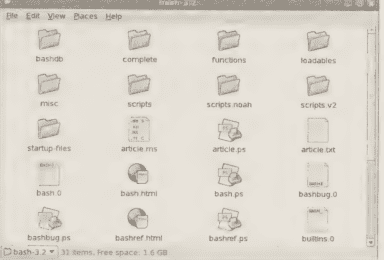 File Edit View Places Help
bashdb complete functions loadables
misc scripts scripts.noah scripts.v2
startup-files article.ms article.ps article.txt
bash.0 bash.html bash.ps bashbug.0
bashbug.ps bashref.html bashref.ps builtins.0
bash-3.2 31 items, Free space: 1.6 GB